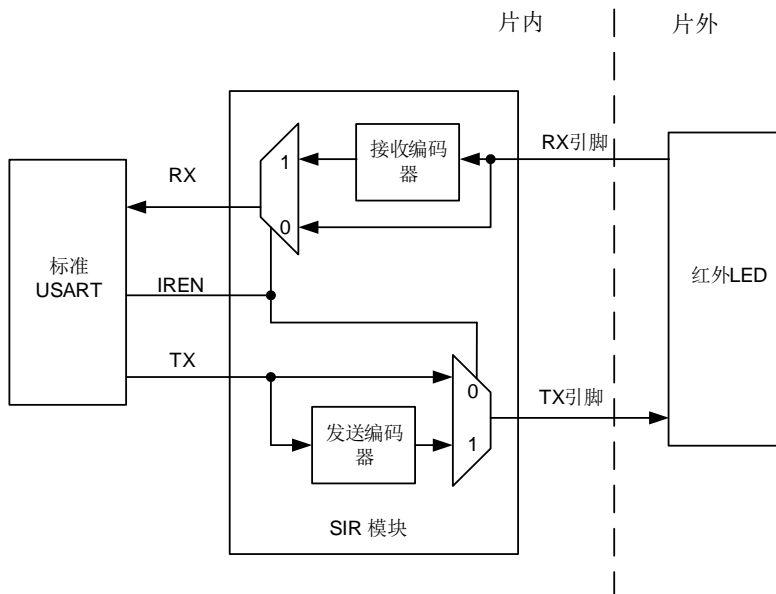 片内
片外
接收编码
器
RX引脚
1
RX
0
标准
USART
IREN
红外LED
TX
0
TX引脚
发送编码
器
1
SIR 模块